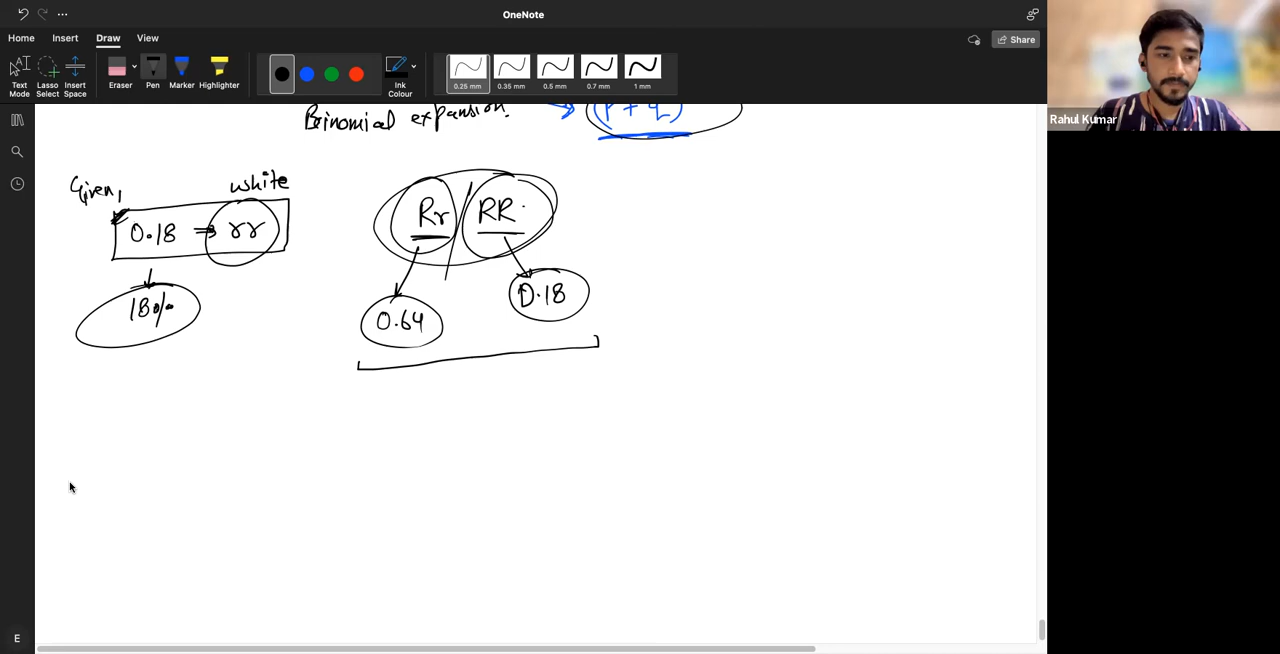 OneNote
Home Insert Draw View
Share
Text Mode
Lasso Select
Insert Space
Eraser
Pen
Marker
Highlighter
Ink Colour
0.25 mm
0.35 mm
0.5 mm
0.7 mm
1 mm
Rahul Kumar
Binomial expansion.
(p + q)
Given,
white
0.18 ⇒ rr
Rr RR
18%
0.64
0.18
E